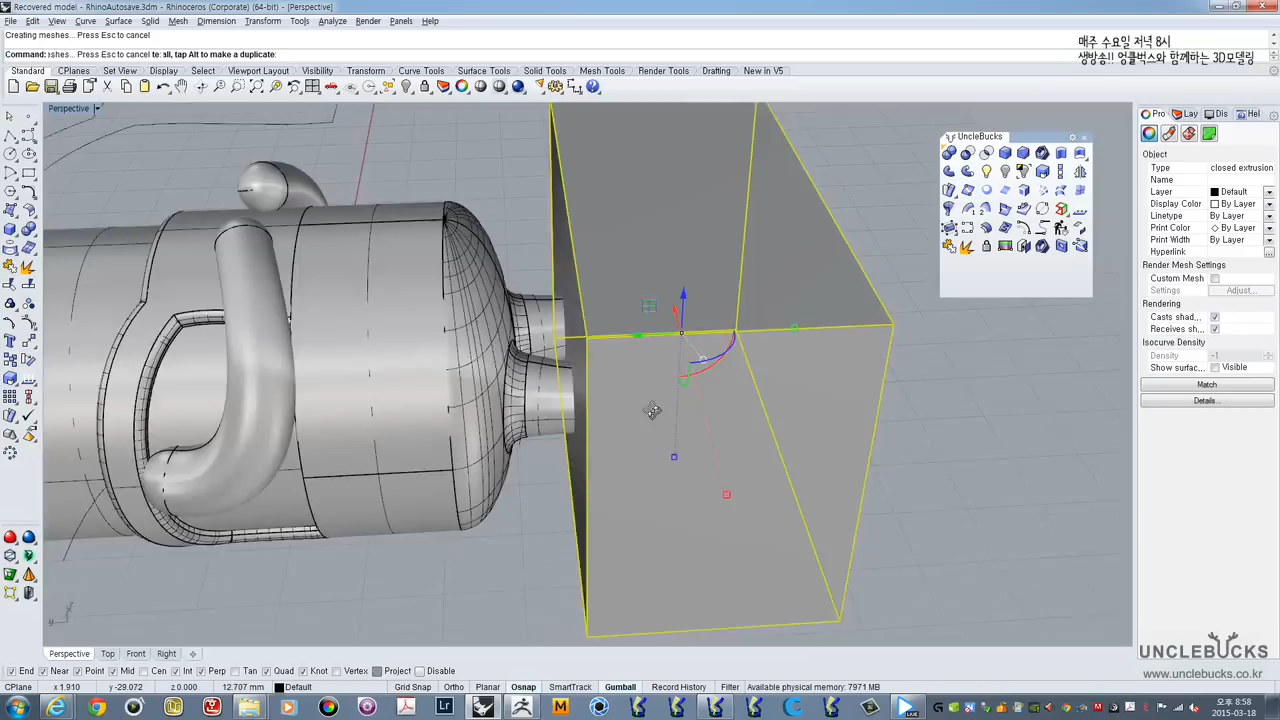 Recovered model - RhinoAutosave.3dm - Rhinoceros (Corporate) (64-bit) - [Perspective]
File Edit View Curve Surface Solid Mesh Dimension Transform Tools Analyze Render Panels Help
Creating meshes... Press Esc to cancel
Command: ishes... Press Esc to cancel te: all, tap Alt to make a duplicate:
매주 수요일 저녁 8시
생방송!! 엉클벅스와 함께하는 3D모델링
Standard CPlanes Set View Display Select Viewport Layout Visibility Transform Curve Tools Surface Tools Solid Tools Mesh Tools Render Tools Drafting New in V5
Perspective
UncleBucks
Pro Lay Dis Hel
Object
Type closed extrusion
Name
Layer Default
Display Color By Layer
Linetype By Layer
Print Color By Layer
Print Width By Layer
Hyperlink
Render Mesh Settings
Custom Mesh
Settings Adjust...
Rendering
Casts shad...
Receives sh...
Isocurve Density
Density -1
Show surfac... Visible
Match
Details...
Perspective Top Front Right
UNCLEBUCKS
www.unclebucks.co.kr
End Near Point Mid Cen Int Perp Tan Quad Knot Vertex Project Disable
CPlane x 1.910 y -29.072 z 0.000 12.707 mm Default Grid Snap Ortho Planar Osnap SmartTrack Gumball Record History Filter Available physical memory: 7971 MB
오후 8:58
2015-03-18